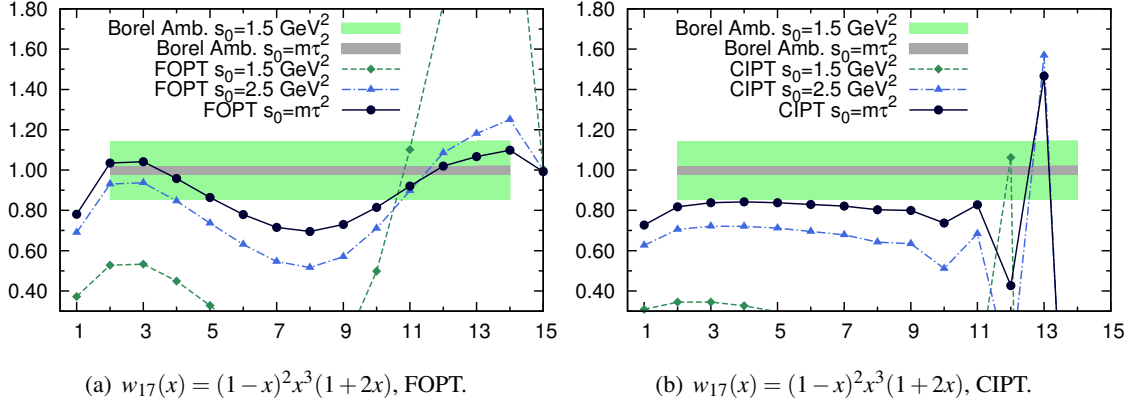 Borel Amb. s₀=1.5 GeV²
Borel Amb. s₀=mτ²
FOPT s₀=1.5 GeV²
FOPT s₀=2.5 GeV²
FOPT s₀=mτ²
1.80
1.60
1.40
1.20
1.00
0.80
0.60
0.40
1 3 5 7 9 11 13 15
(a) w₁₇(x) = (1−x)²x³(1+2x), FOPT.
Borel Amb. s₀=1.5 GeV²
Borel Amb. s₀=mτ²
CIPT s₀=1.5 GeV²
CIPT s₀=2.5 GeV²
CIPT s₀=mτ²
1.80
1.60
1.40
1.20
1.00
0.80
0.60
0.40
1 3 5 7 9 11 13 15
(b) w₁₇(x) = (1−x)²x³(1+2x), CIPT.